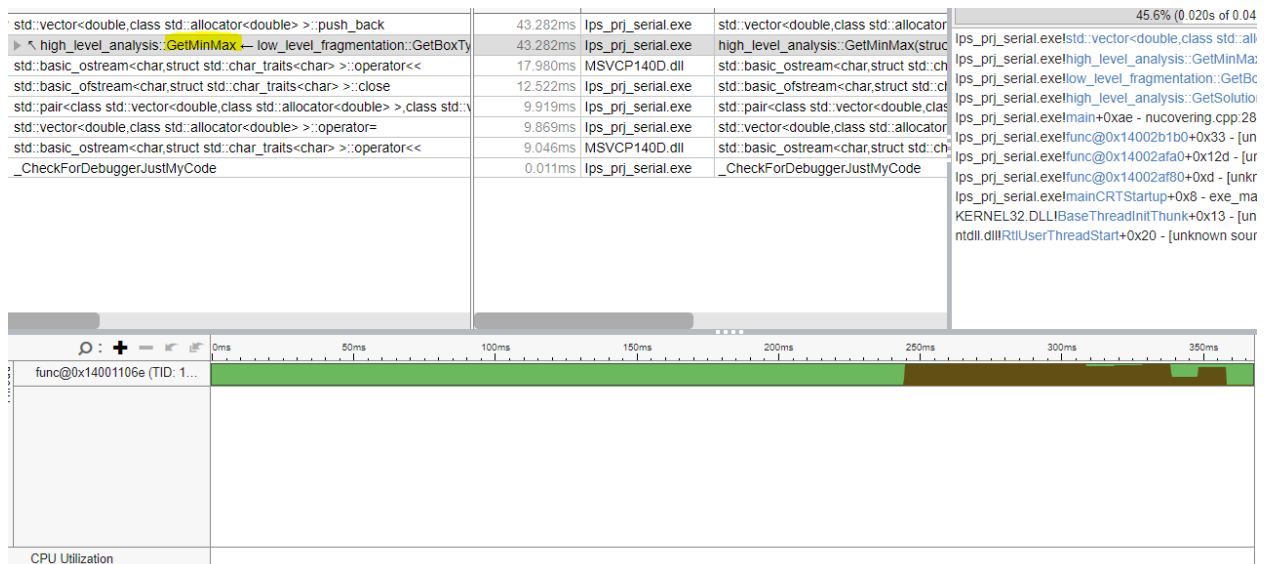 45.6% (0.020s of 0.04
std::vector<double,class std::allocator<double> >::push_back 43.282ms lps_prj_serial.exe std::vector<double,class std::allocator
high_level_analysis::GetMinMax ← low_level_fragmentation::GetBoxTy 43.282ms lps_prj_serial.exe high_level_analysis::GetMinMax(struc
std::basic_ostream<char,struct std::char_traits<char> >::operator<< 17.980ms MSVCP140D.dll std::basic_ostream<char,struct std::ch
std::basic_ofstream<char,struct std::char_traits<char> >::close 12.522ms lps_prj_serial.exe std::basic_ofstream<char,struct std::cl
std::pair<class std::vector<double,class std::allocator<double> >,class std::v 9.919ms lps_prj_serial.exe std::pair<class std::vector<double,clas
std::vector<double,class std::allocator<double> >::operator= 9.869ms lps_prj_serial.exe std::vector<double,class std::allocator
std::basic_ostream<char,struct std::char_traits<char> >::operator<< 9.046ms MSVCP140D.dll std::basic_ostream<char,struct std::ch
_CheckForDebuggerJustMyCode 0.011ms lps_prj_serial.exe _CheckForDebuggerJustMyCode
lps_prj_serial.exe!std::vector<double,class std::all
lps_prj_serial.exe!high_level_analysis::GetMinMax
lps_prj_serial.exe!low_level_fragmentation::GetBo
lps_prj_serial.exe!high_level_analysis::GetSolutio
lps_prj_serial.exe!main+0xae - nucovering.cpp:28
lps_prj_serial.exe!func@0x14002b1b0+0x33 - [un
lps_prj_serial.exe!func@0x14002afa0+0x12d - [un
lps_prj_serial.exe!func@0x14002af80+0xd - [unkn
lps_prj_serial.exe!mainCRTStartup+0x8 - exe_ma
KERNEL32.DLL!BaseThreadInitThunk+0x13 - [un
ntdll.dll!RtlUserThreadStart+0x20 - [unknown sour
0ms 50ms 100ms 150ms 200ms 250ms 300ms 350ms
func@0x14001106e (TID: 1...
CPU Utilization